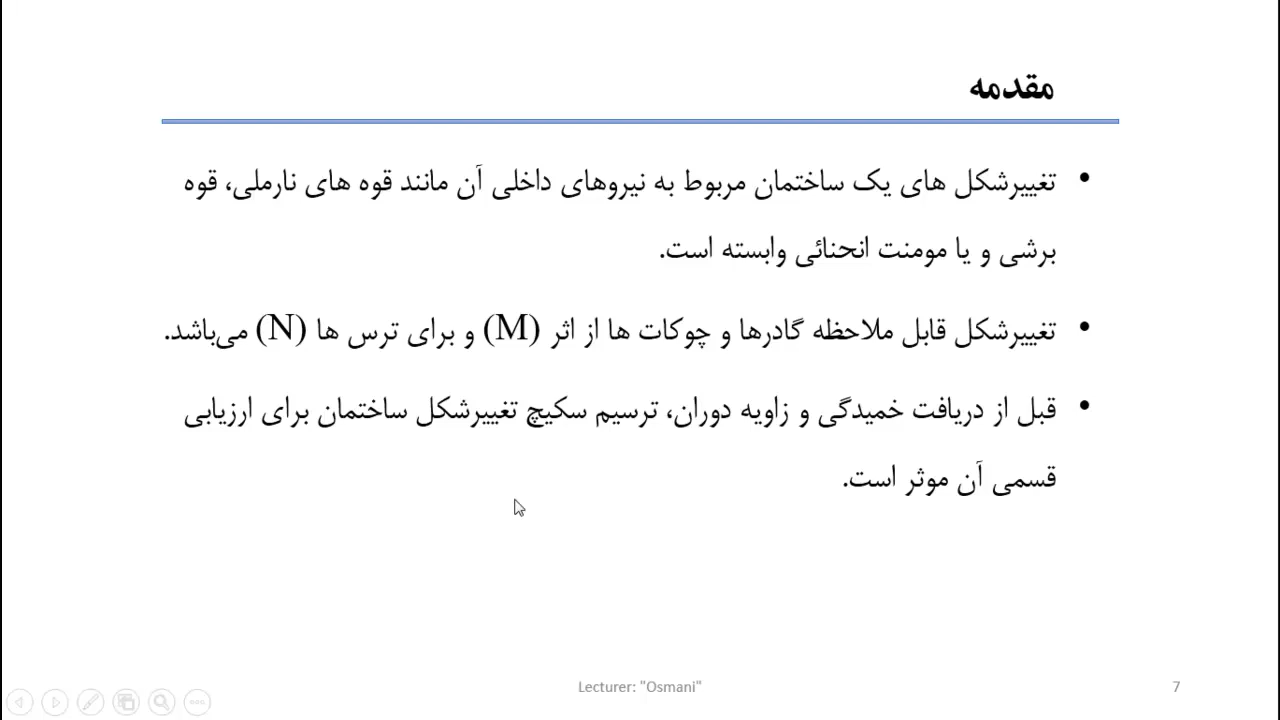 مقدمه
• تغییرشکل های یک ساختمان مربوط به نیروهای داخلی آن مانند قوه های نارملی، قوه
برشی و یا مومنت انحنائی وابسته است.
• تغییرشکل قابل ملاحظه گادرها و چوکات ها از اثر (M) و برای ترس ها (N) می‌باشد.
• قبل از دریافت خمیدگی و زاویه دوران، ترسیم سکیچ تغییرشکل ساختمان برای ارزیابی
قسمی آن موثر است.
Lecturer: "Osmani"
7